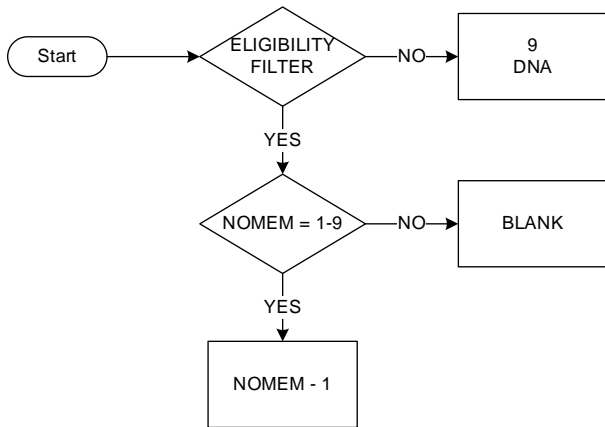 Start
ELIGIBILITY
FILTER
NO
9
DNA
YES
NOMEM = 1-9
NO
BLANK
YES
NOMEM - 1